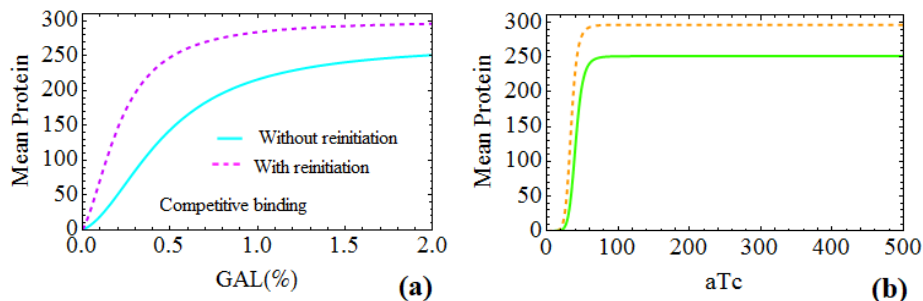 300
250
200
150
100
50
0
Mean Protein
Without reinitiation
With reinitiation
Competitive binding
0.0 0.5 1.0 1.5 2.0
GAL(%)
(a)
300
250
200
150
100
50
0
Mean Protein
0 100 200 300 400 500
aTc
(b)